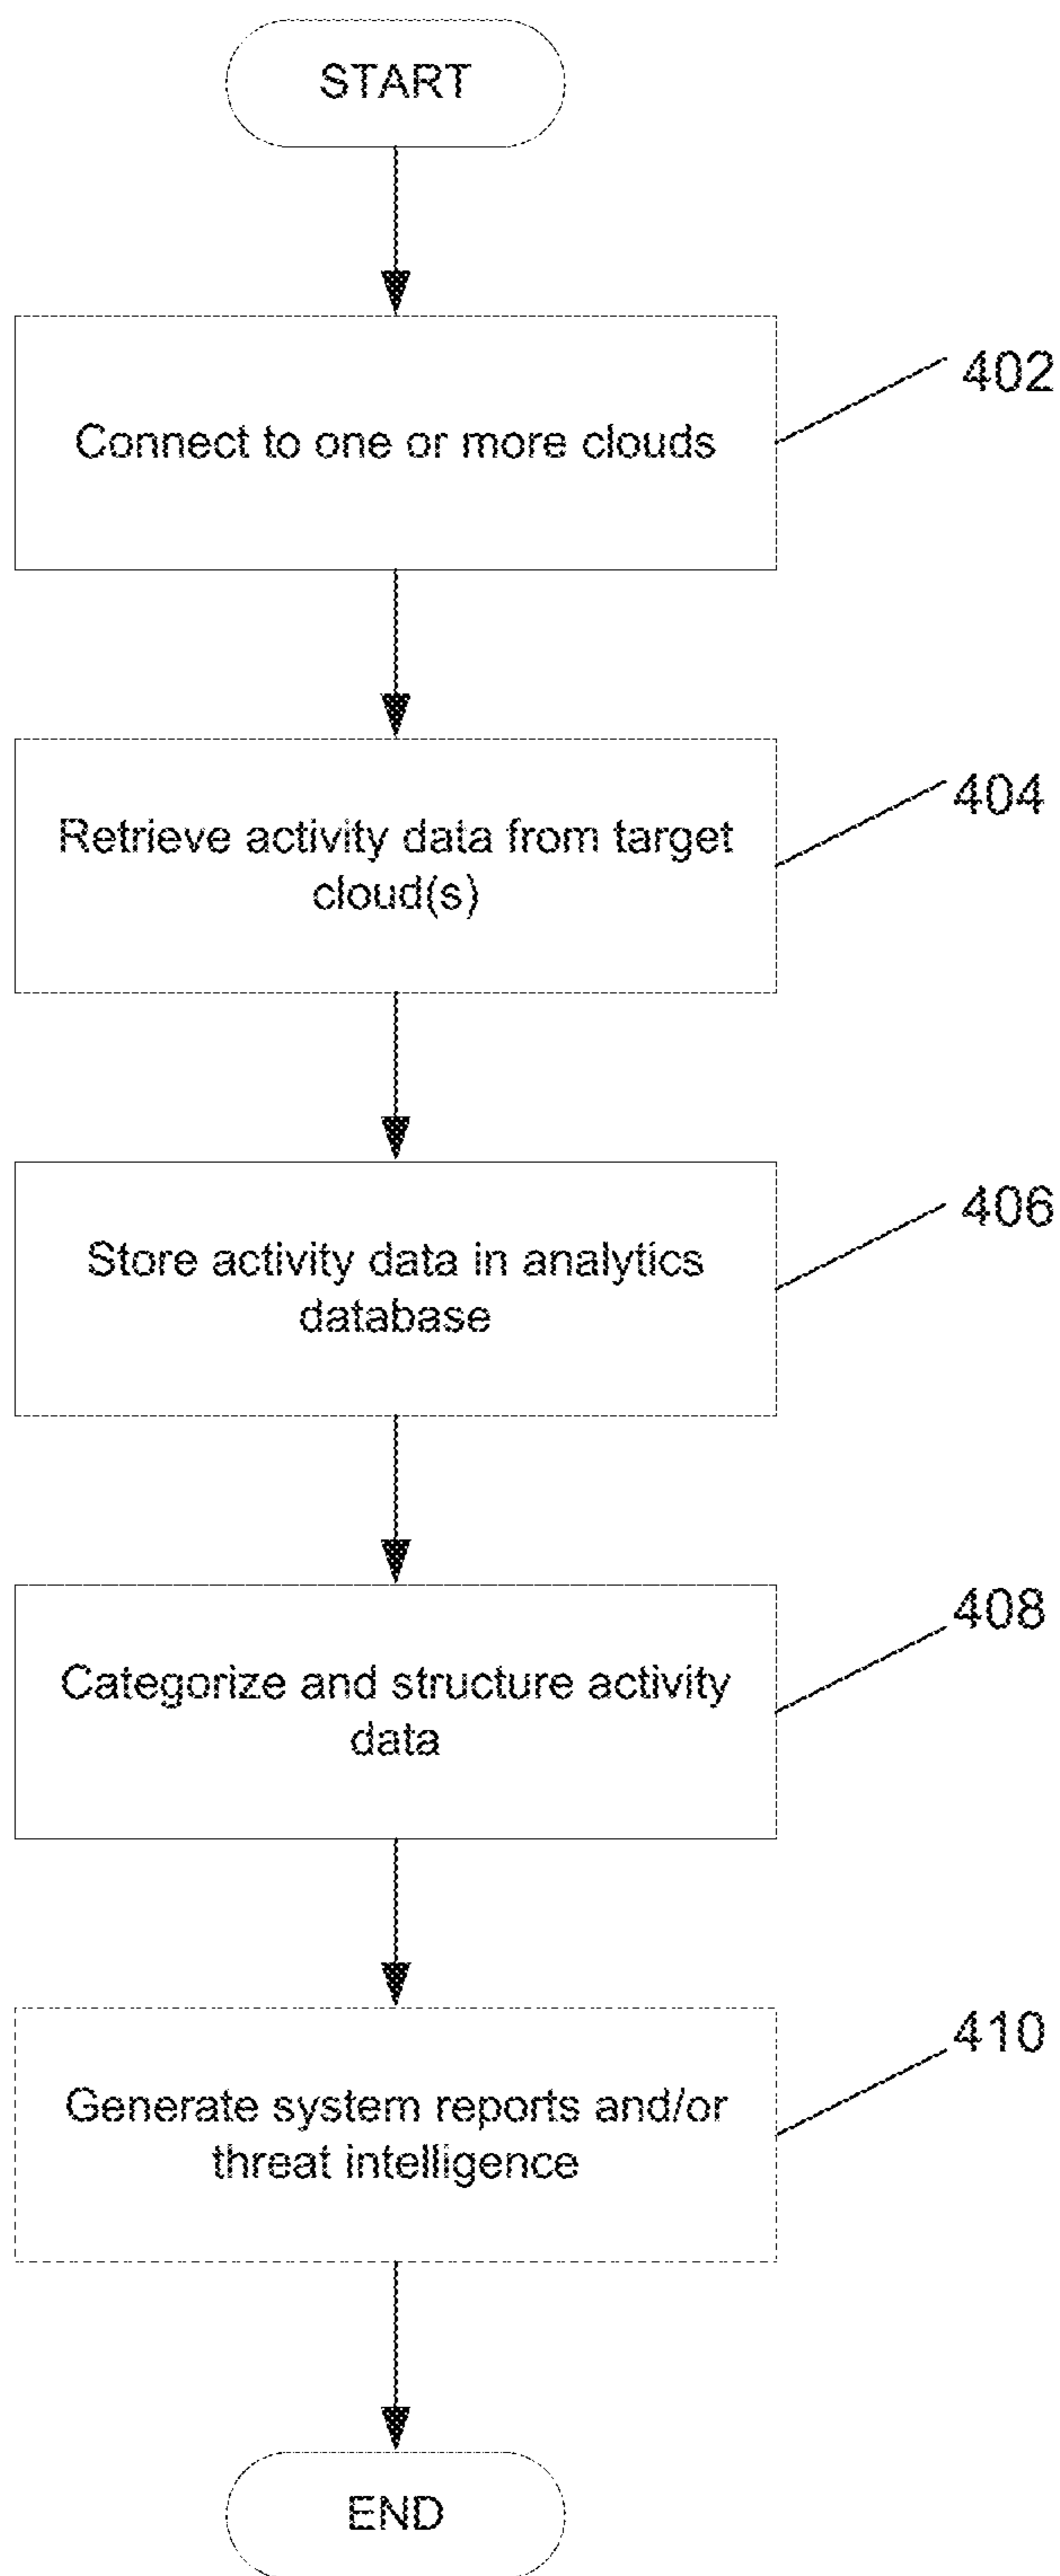 START
Connect to one or more clouds
402
Retrieve activity data from target
cloud(s)
404
Store activity data in analytics
database
406
Categorize and structure activity
data
408
Generate system reports and/or
threat intelligence
410
END